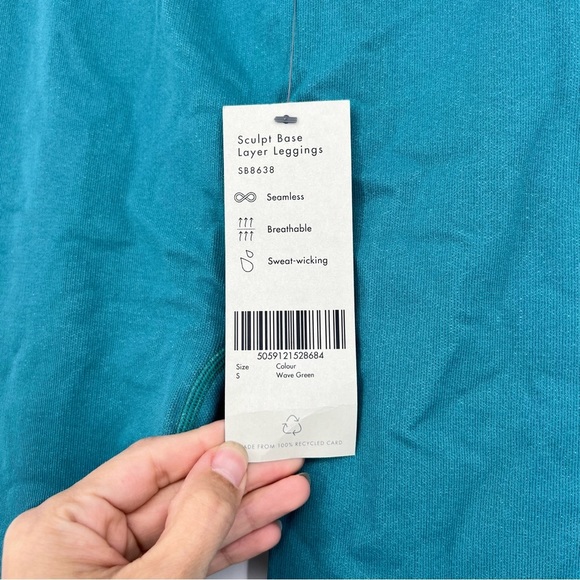 Sculpt Base
Layer Leggings
SB8638
Seamless
Breathable
Sweat-wicking
5059121528684
Size Colour
S Wave Green
MADE FROM 100% RECYCLED CARD